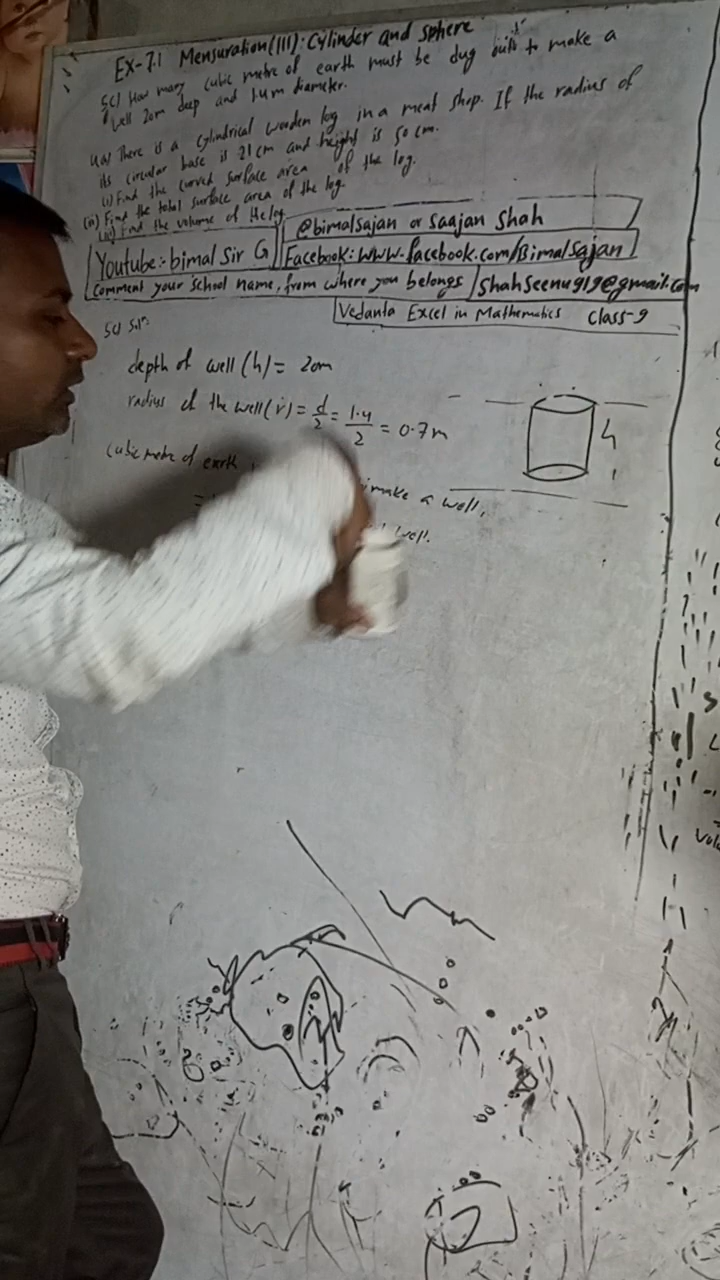 Ex-7.1 Mensuration(III): Cylinder and sphere
5c) How many cubic metre of earth must be dug out to make a
well 20m deep and 1.4m diameter.
4a) There is a cylindrical wooden log in a meat shop. If the radius of
its circular base is 21 cm and height is 50 cm.
(i) Find the curved surface area of the log.
(ii) Find the total surface area of the log.
(iii) Find the volume of the log
@bimalsajan or Saajan Shah
Youtube:- bimal Sir G
Facebook: www.facebook.com/Bimalsajan
Comment your School name, from where you belongs
shahseenu919@gmail.com
Vedanta Excel in Mathematics Class-9
5c) Solⁿ:
depth of well (h) = 20m
radius of the well (r) = d/2 = 1.4/2 = 0.7 m
h
Cubic metre of earth
make a well,
well.